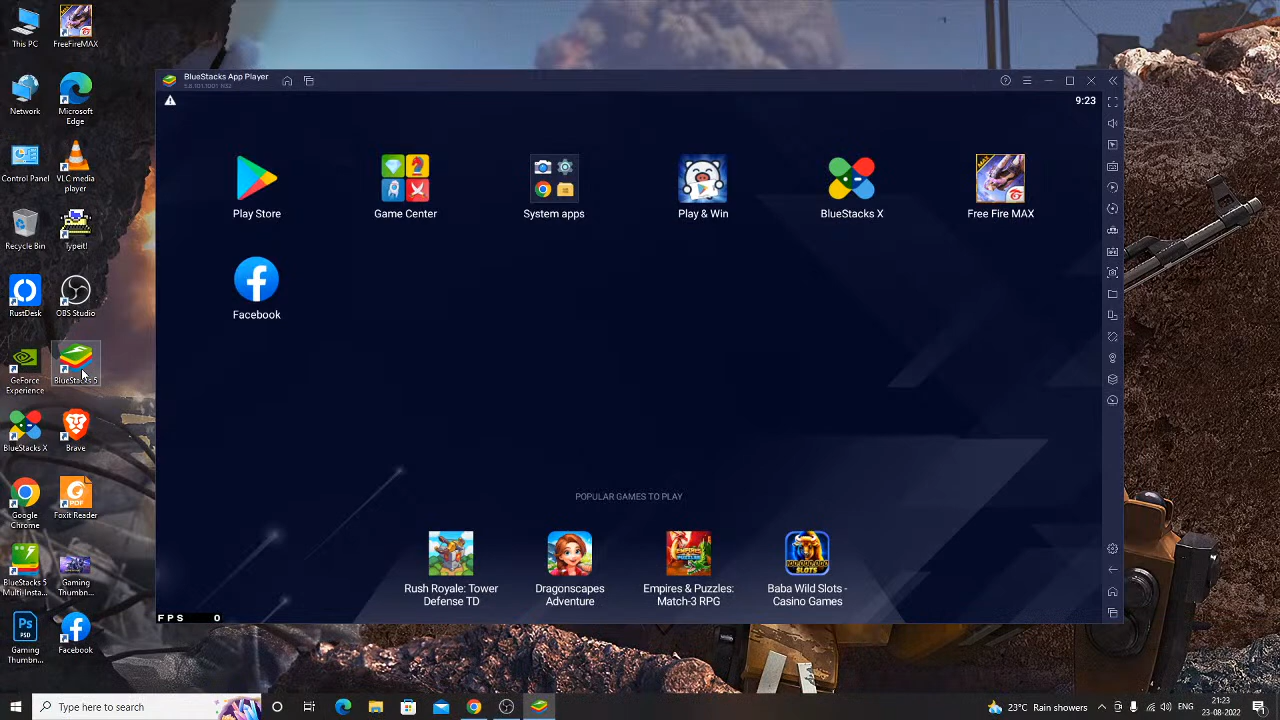 This PC
FreeFireMAX
Network
Microsoft
Edge
Control Panel
VLC media
player
Recycle Bin
Typeit!
RustDesk
OBS Studio
GeForce
Experience
BlueStacks 5
BlueStacks X
Brave
Google
Chrome
Foxit Reader
BlueStacks 5
Multi-Insta...
Gaming
Thumbn...
Gaming
Thumbn...
Facebook
BlueStacks App Player
9:23
Play Store
Game Center
System apps
Play & Win
BlueStacks X
Free Fire MAX
Facebook
POPULAR GAMES TO PLAY
Rush Royale: Tower
Defense TD
Dragonscapes
Adventure
Empires & Puzzles:
Match-3 RPG
Baba Wild Slots -
Casino Games
FPS 0
Type here to search
23°C Rain showers
ENG
21:23
23-08-2022